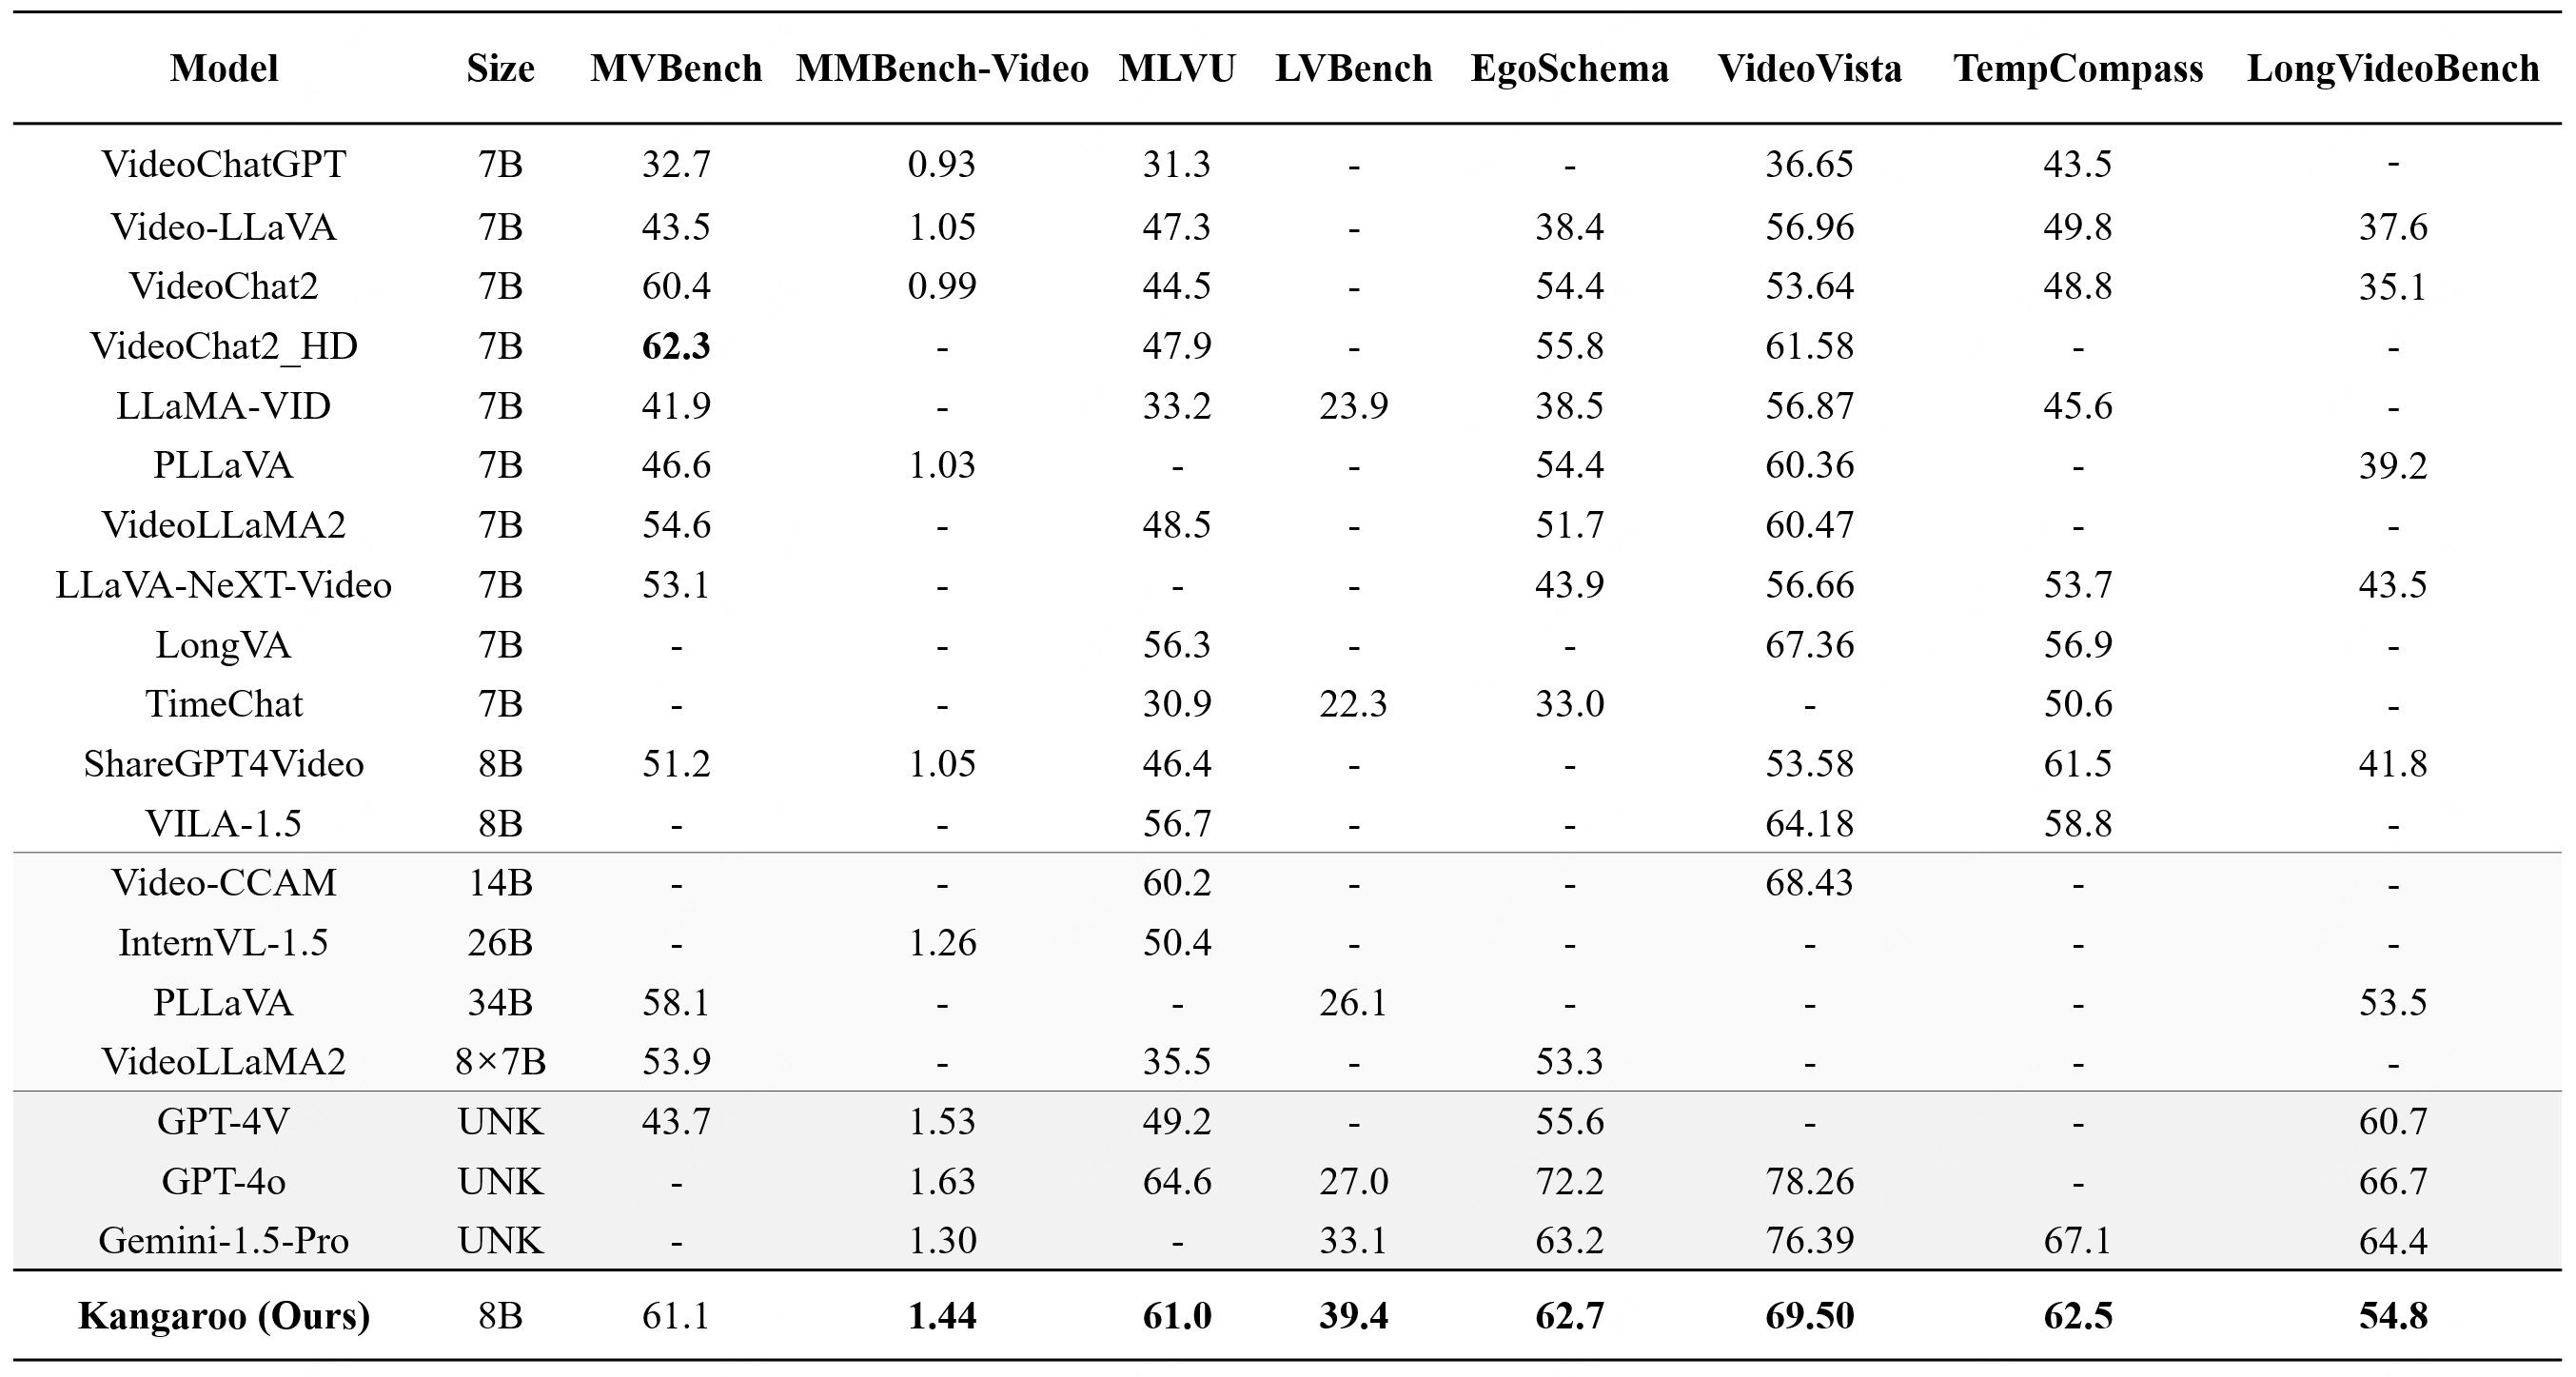 Model Size MVBench MMBench-Video MLVU LVBench EgoSchema VideoVista TempCompass LongVideoBench
VideoChatGPT 7B 32.7 0.93 31.3 - - 36.65 43.5 -
Video-LLaVA 7B 43.5 1.05 47.3 - 38.4 56.96 49.8 37.6
VideoChat2 7B 60.4 0.99 44.5 - 54.4 53.64 48.8 35.1
VideoChat2_HD 7B 62.3 - 47.9 - 55.8 61.58 - -
LLaMA-VID 7B 41.9 - 33.2 23.9 38.5 56.87 45.6 -
PLLaVA 7B 46.6 1.03 - - 54.4 60.36 - 39.2
VideoLLaMA2 7B 54.6 - 48.5 - 51.7 60.47 - -
LLaVA-NeXT-Video 7B 53.1 - - - 43.9 56.66 53.7 43.5
LongVA 7B - - 56.3 - - 67.36 56.9 -
TimeChat 7B - - 30.9 22.3 33.0 - 50.6 -
ShareGPT4Video 8B 51.2 1.05 46.4 - - 53.58 61.5 41.8
VILA-1.5 8B - - 56.7 - - 64.18 58.8 -
Video-CCAM 14B - - 60.2 - - 68.43 - -
InternVL-1.5 26B - 1.26 50.4 - - - - -
PLLaVA 34B 58.1 - - 26.1 - - - 53.5
VideoLLaMA2 8×7B 53.9 - 35.5 - 53.3 - - -
GPT-4V UNK 43.7 1.53 49.2 - 55.6 - - 60.7
GPT-4o UNK - 1.63 64.6 27.0 72.2 78.26 - 66.7
Gemini-1.5-Pro UNK - 1.30 - 33.1 63.2 76.39 67.1 64.4
Kangaroo (Ours) 8B 61.1 1.44 61.0 39.4 62.7 69.50 62.5 54.8